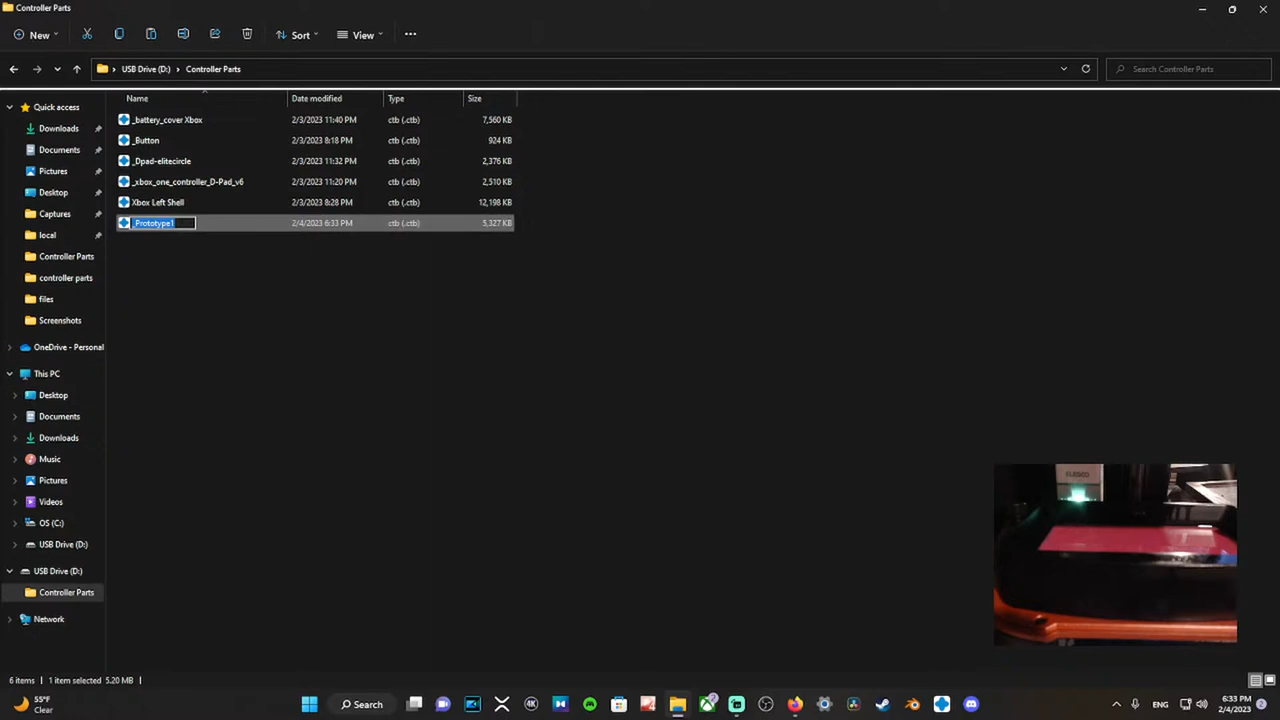 Controller Parts
New
Sort
View
USB Drive (D:) Controller Parts
Search Controller Parts
Name Date modified Type Size
_battery_cover Xbox 2/3/2023 11:40 PM ctb (.ctb) 7,560 KB
_Button 2/3/2023 8:18 PM ctb (.ctb) 924 KB
_Dpad-elitecircle 2/3/2023 11:32 PM ctb (.ctb) 2,376 KB
_xbox_one_controller_D-Pad_v6 2/3/2023 11:20 PM ctb (.ctb) 2,510 KB
Xbox Left Shell 2/3/2023 8:28 PM ctb (.ctb) 12,198 KB
_Prototype1 2/4/2023 6:33 PM ctb (.ctb) 5,327 KB
Quick access
Downloads
Documents
Pictures
Desktop
Captures
local
Controller Parts
controller parts
files
Screenshots
OneDrive - Personal
This PC
Desktop
Documents
Downloads
Music
Pictures
Videos
OS (C:)
USB Drive (D:)
USB Drive (D:)
Controller Parts
Network
FUEGO
6 items 1 item selected 5.20 MB
55°F
Clear
Search
4K
2
ENG
6:33 PM
2/4/2023